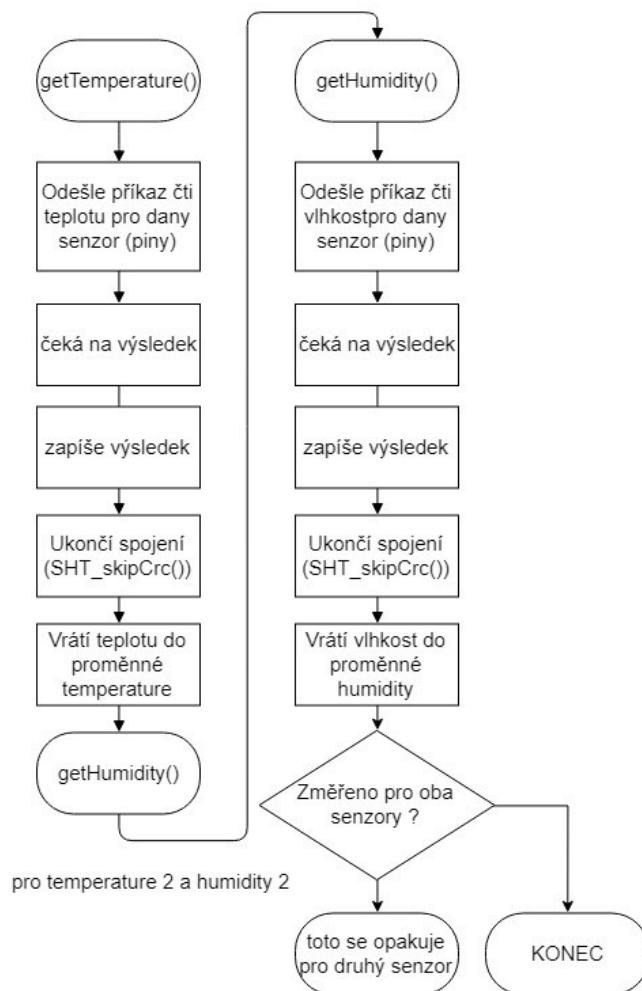 getTemperature()
Odešle příkaz čti
teplotu pro dany
senzor (piny)
čeká na výsledek
zapíše výsledek
Ukončí spojení
(SHT_skipCrc())
Vrátí teplotu do
proměnné
temperature
getHumidity()
pro temperature 2 a humidity 2
getHumidity()
Odešle příkaz čti
vlhkostpro dany
senzor (piny)
čeká na výsledek
zapíše výsledek
Ukončí spojení
(SHT_skipCrc())
Vrátí vlhkost do
proměnné
humidity
Změřeno pro oba
senzory ?
toto se opakuje
pro druhý senzor
KONEC